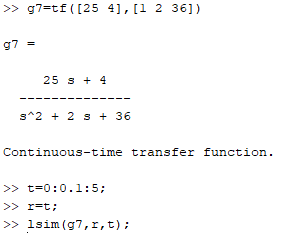 >> g7=tf([25 4],[1 2 36])
g7 =
25 s + 4
--------------
s^2 + 2 s + 36
Continuous-time transfer function.
>> t=0:0.1:5;
>> r=t;
>> lsim(g7,r,t);